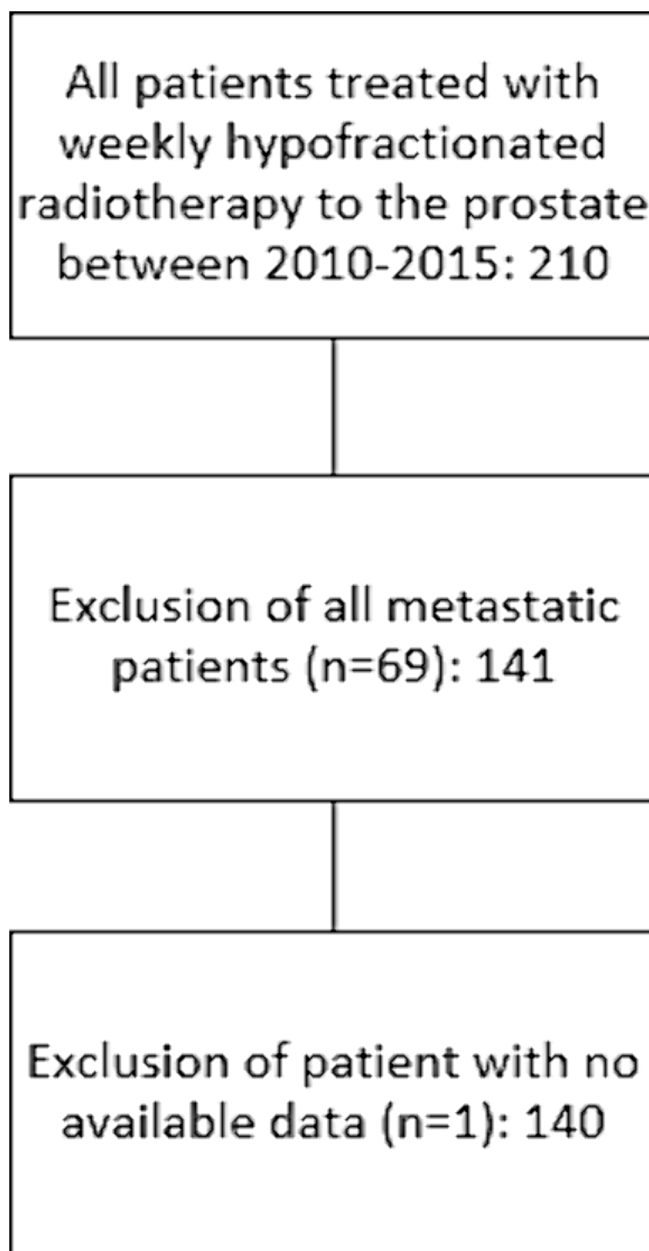 All patients treated with
weekly hypofractionated
radiotherapy to the prostate
between 2010-2015: 210
Exclusion of all metastatic
patients (n=69): 141
Exclusion of patient with no
available data (n=1): 140